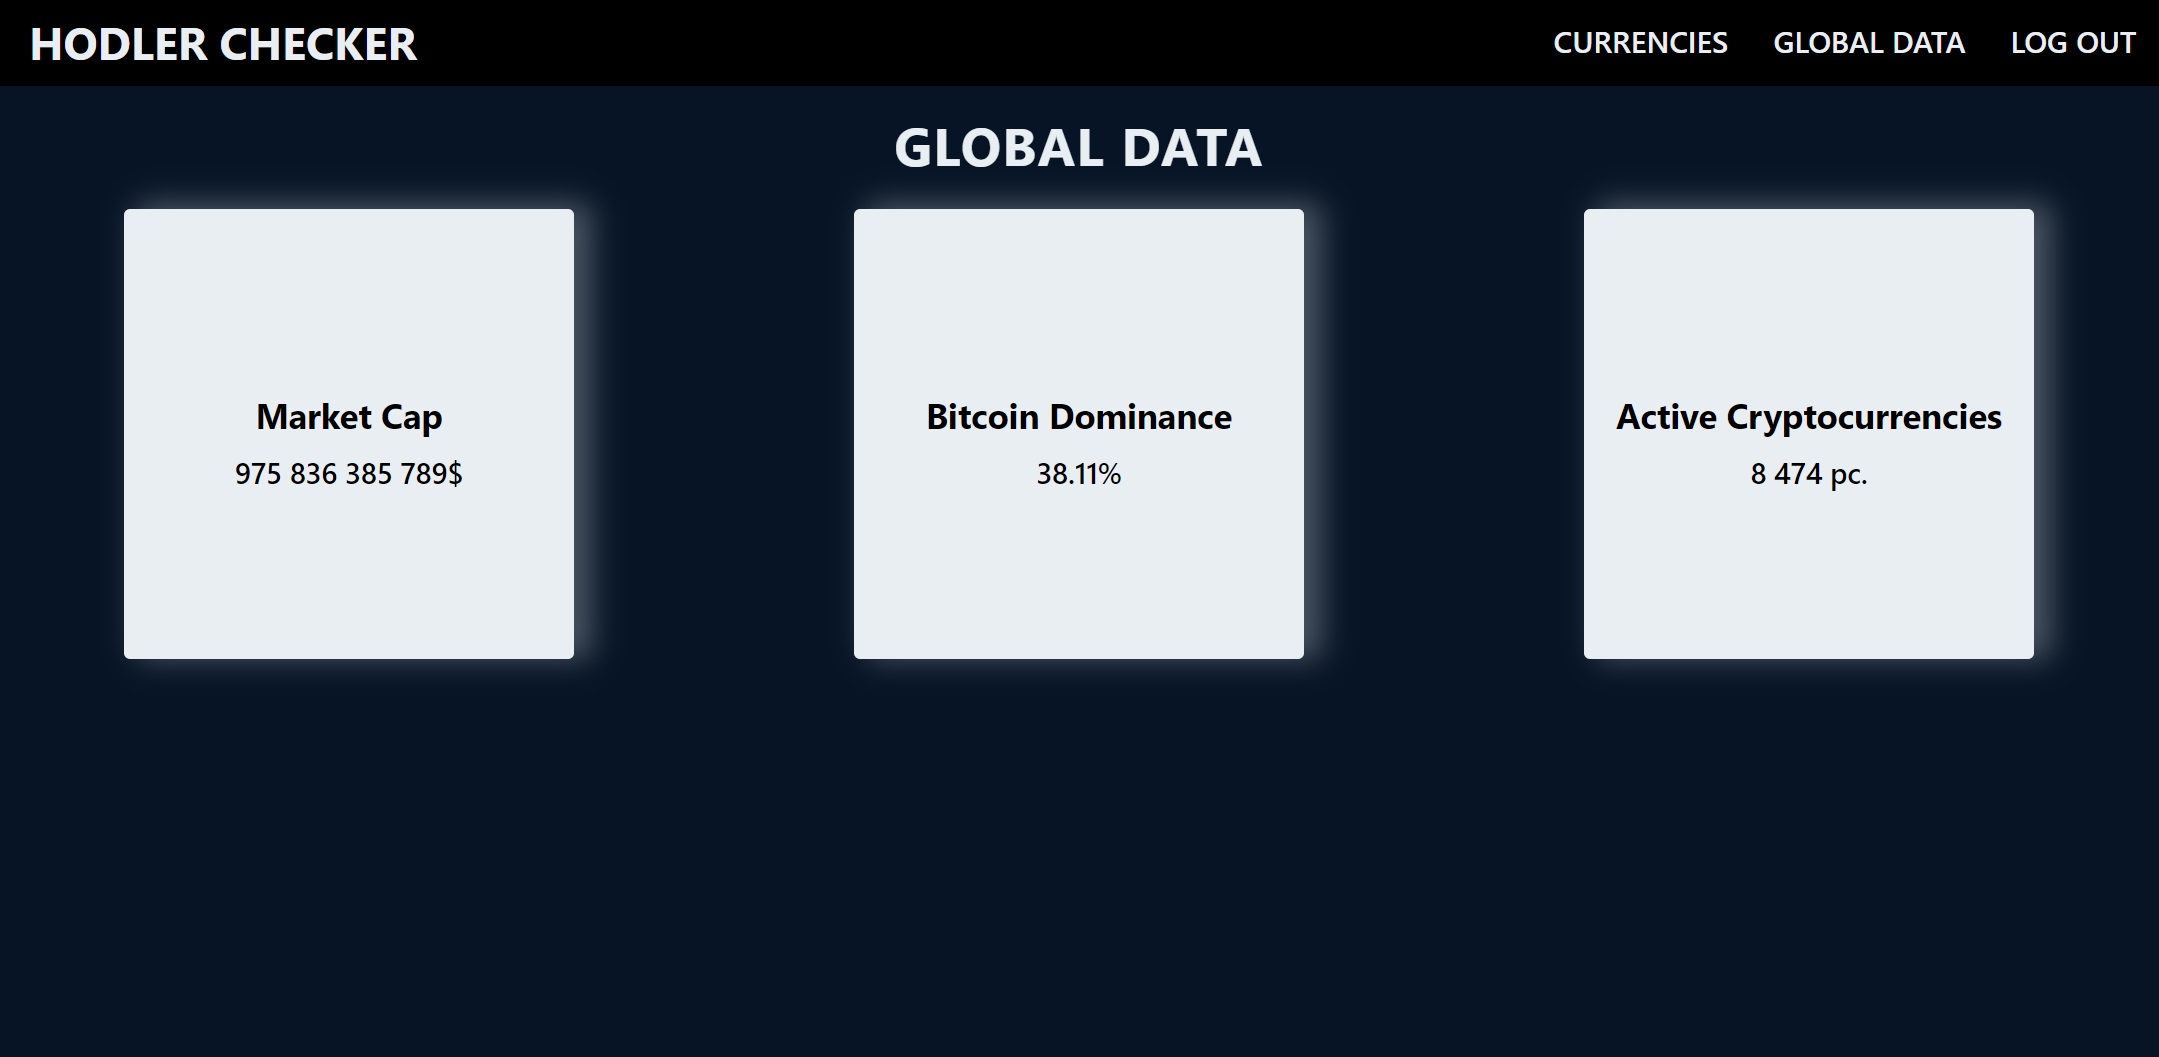 HODLER CHECKER
CURRENCIES
GLOBAL DATA
LOG OUT
GLOBAL DATA
Market Cap
975 836 385 789$
Bitcoin Dominance
38.11%
Active Cryptocurrencies
8 474 pc.